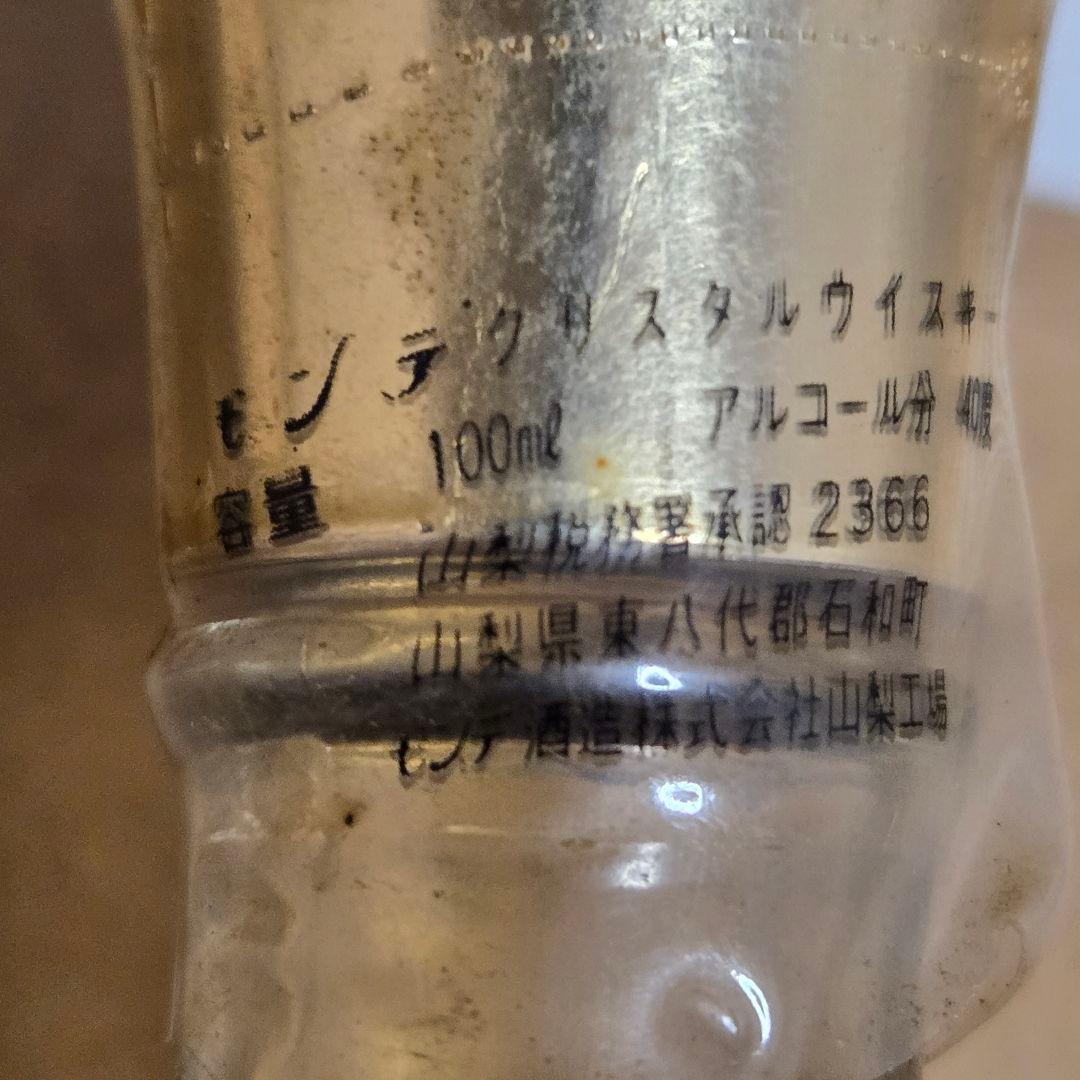 モンデクリスタルウイスキー
容量 100ml アルコール分 40度
山梨税務署承認 2366
山梨県東八代郡石和町
モンデ酒造株式会社山梨工場